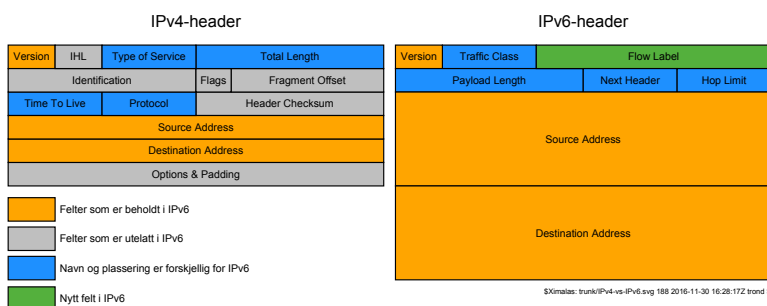 IPv4-header
Version IHL Type of Service Total Length
Identification Flags Fragment Offset
Time To Live Protocol Header Checksum
Source Address
Destination Address
Options & Padding
Felter som er beholdt i IPv6
Felter som er utelatt i IPv6
Navn og plassering er forskjellig for IPv6
Nytt felt i IPv6
IPv6-header
Version Traffic Class Flow Label
Payload Length Next Header Hop Limit
Source Address
Destination Address
$Ximalas: trunk/IPv4-vs-IPv6.svg 188 2016-11-30 16:28:17Z trond